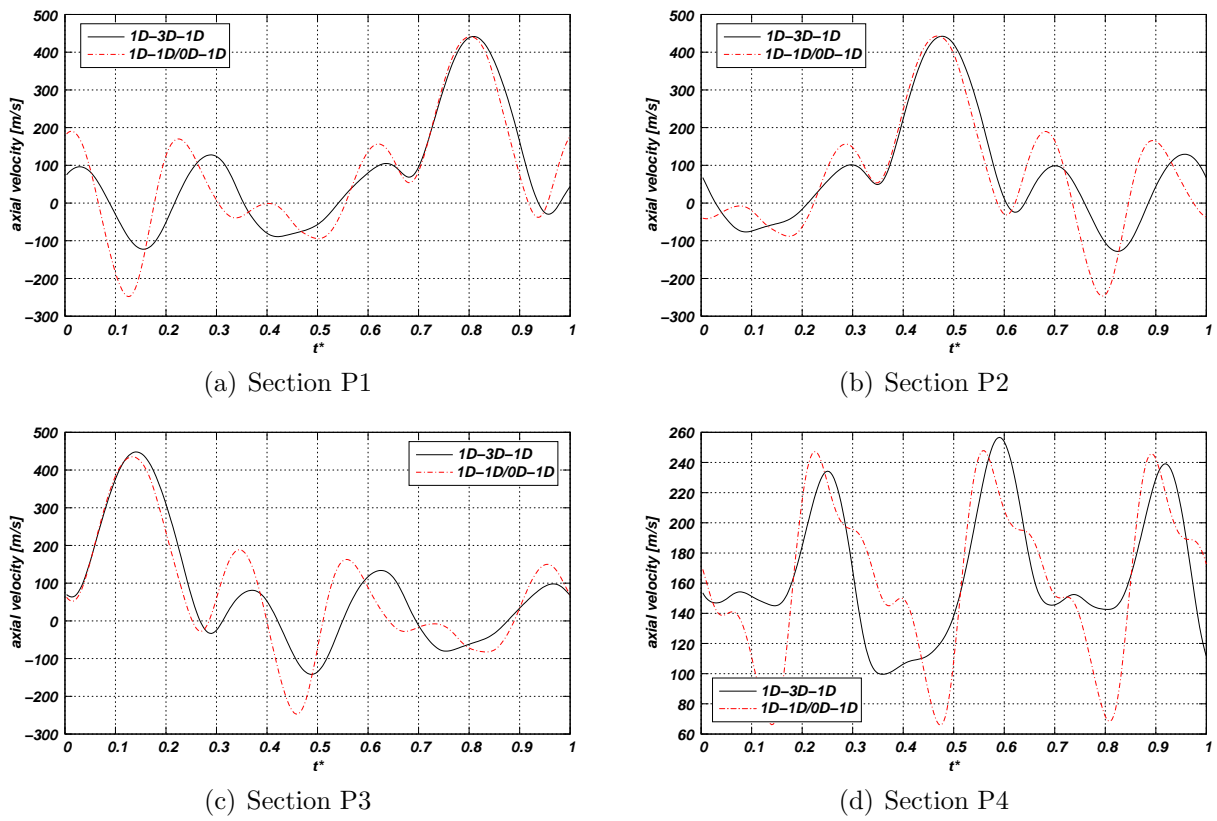 500
400
300
200
100
0
−100
−200
−300
axial velocity [m/s]
1D−3D−1D
1D−1D/0D−1D
0 0.1 0.2 0.3 0.4 0.5 0.6 0.7 0.8 0.9 1
t*
(a) Section P1
500
400
300
200
100
0
−100
−200
−300
axial velocity [m/s]
1D−3D−1D
1D−1D/0D−1D
0 0.1 0.2 0.3 0.4 0.5 0.6 0.7 0.8 0.9 1
t*
(b) Section P2
500
400
300
200
100
0
−100
−200
−300
axial velocity [m/s]
1D−3D−1D
1D−1D/0D−1D
0 0.1 0.2 0.3 0.4 0.5 0.6 0.7 0.8 0.9 1
t*
(c) Section P3
260
240
220
200
180
160
140
120
100
80
60
axial velocity [m/s]
1D−3D−1D
1D−1D/0D−1D
0 0.1 0.2 0.3 0.4 0.5 0.6 0.7 0.8 0.9 1
t*
(d) Section P4